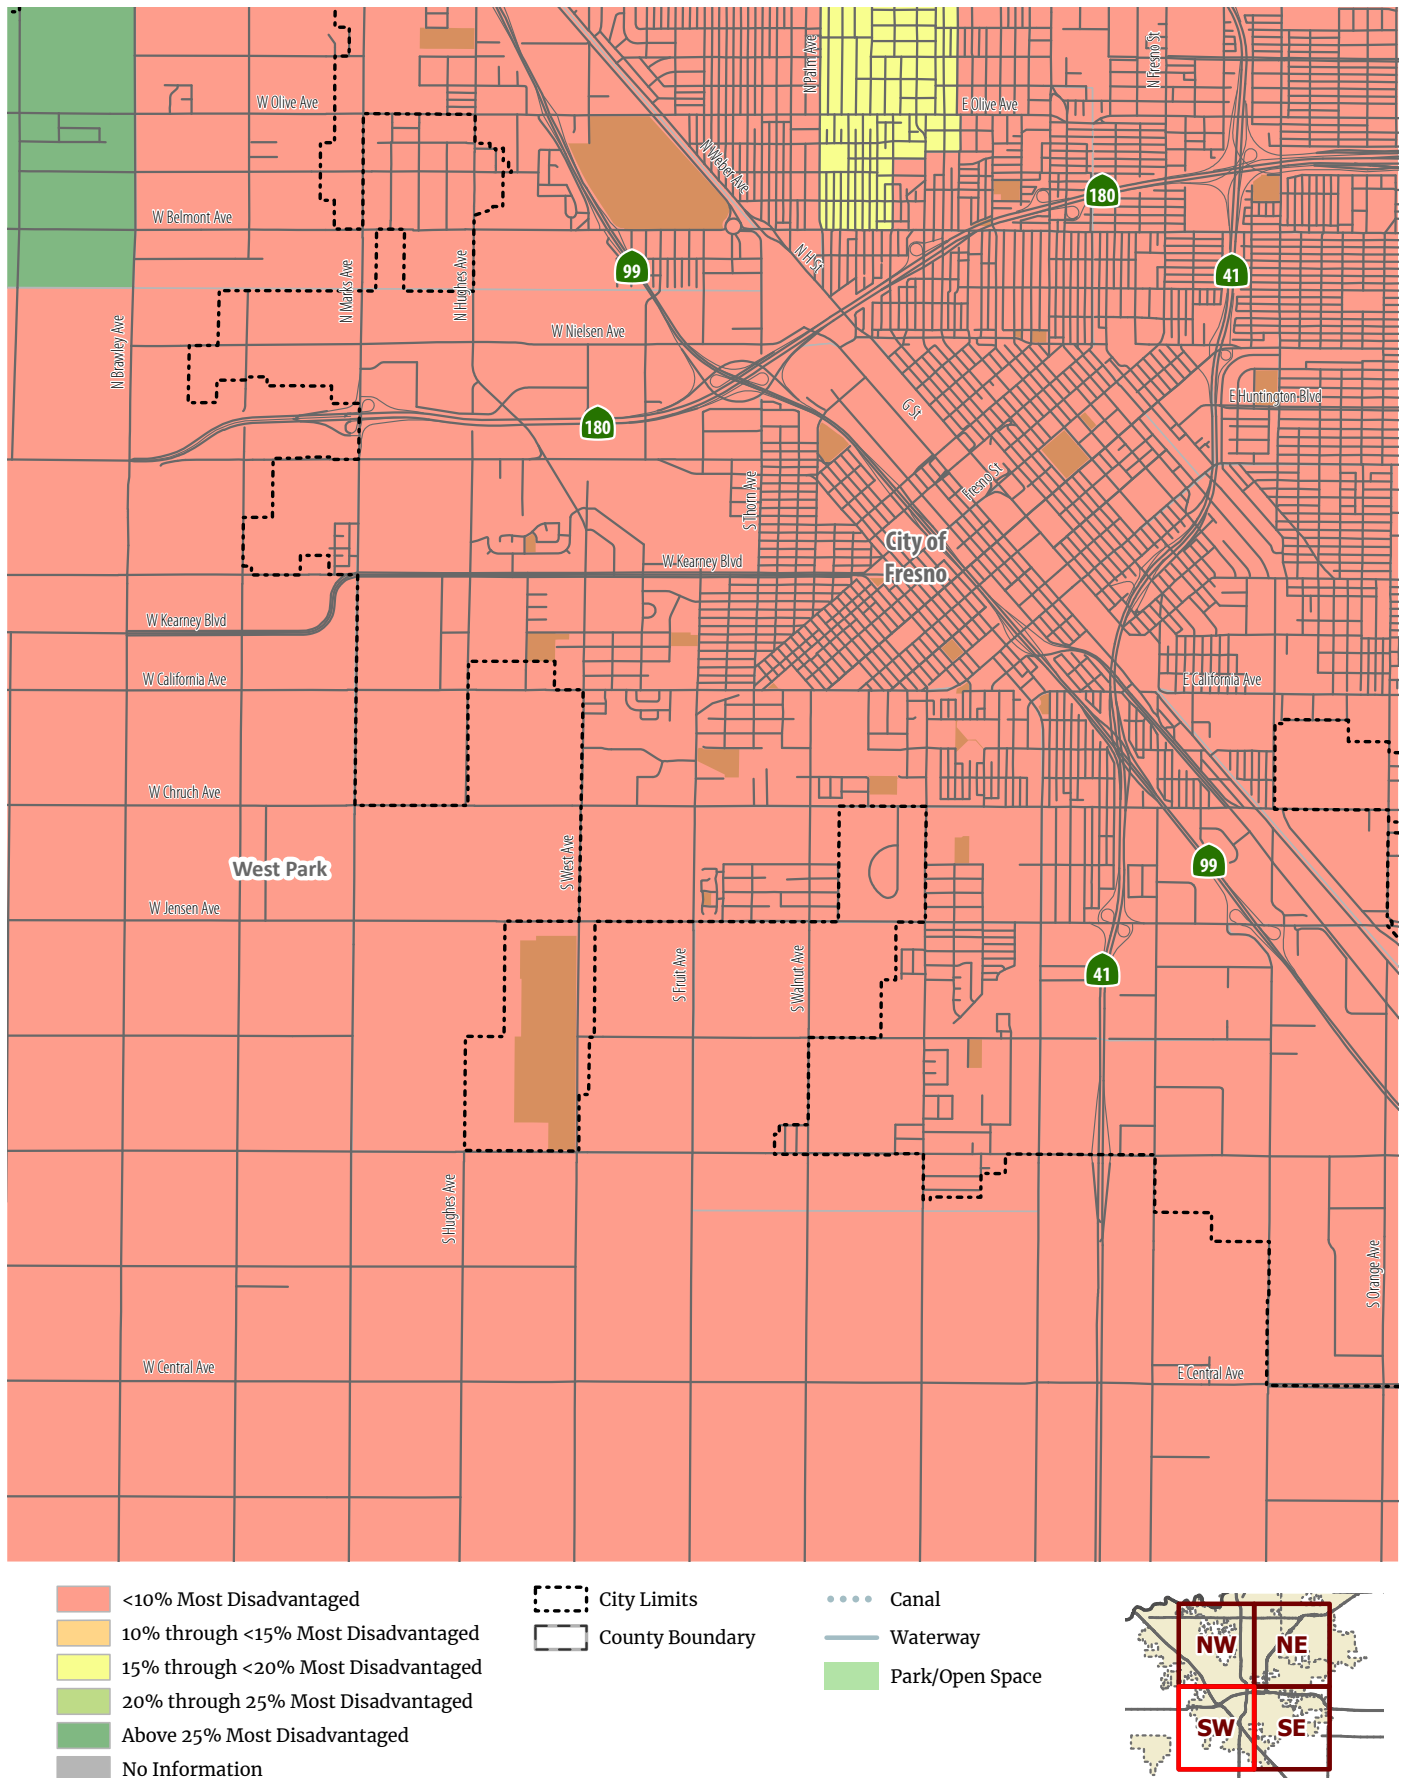 N Palm Ave
N Fresno St
W Olive Ave
E Olive Ave
N Weber Ave
180
W Belmont Ave
N H St
99
41
N Marks Ave
N Hughes Ave
W Nielsen Ave
N Brawley Ave
E Huntington Blvd
G St
180
Fresno St
S Thorn Ave
City of
Fresno
W Kearney Blvd
W Kearney Blvd
W California Ave
E California Ave
W Chruch Ave
S West Ave
99
West Park
W Jensen Ave
S Fruit Ave
S Walnut Ave
41
S Hughes Ave
S Orange Ave
W Central Ave
E Central Ave
<10% Most Disadvantaged
10% through <15% Most Disadvantaged
15% through <20% Most Disadvantaged
20% through 25% Most Disadvantaged
Above 25% Most Disadvantaged
No Information
City Limits
County Boundary
Canal
Waterway
Park/Open Space
NW NE
SW SE